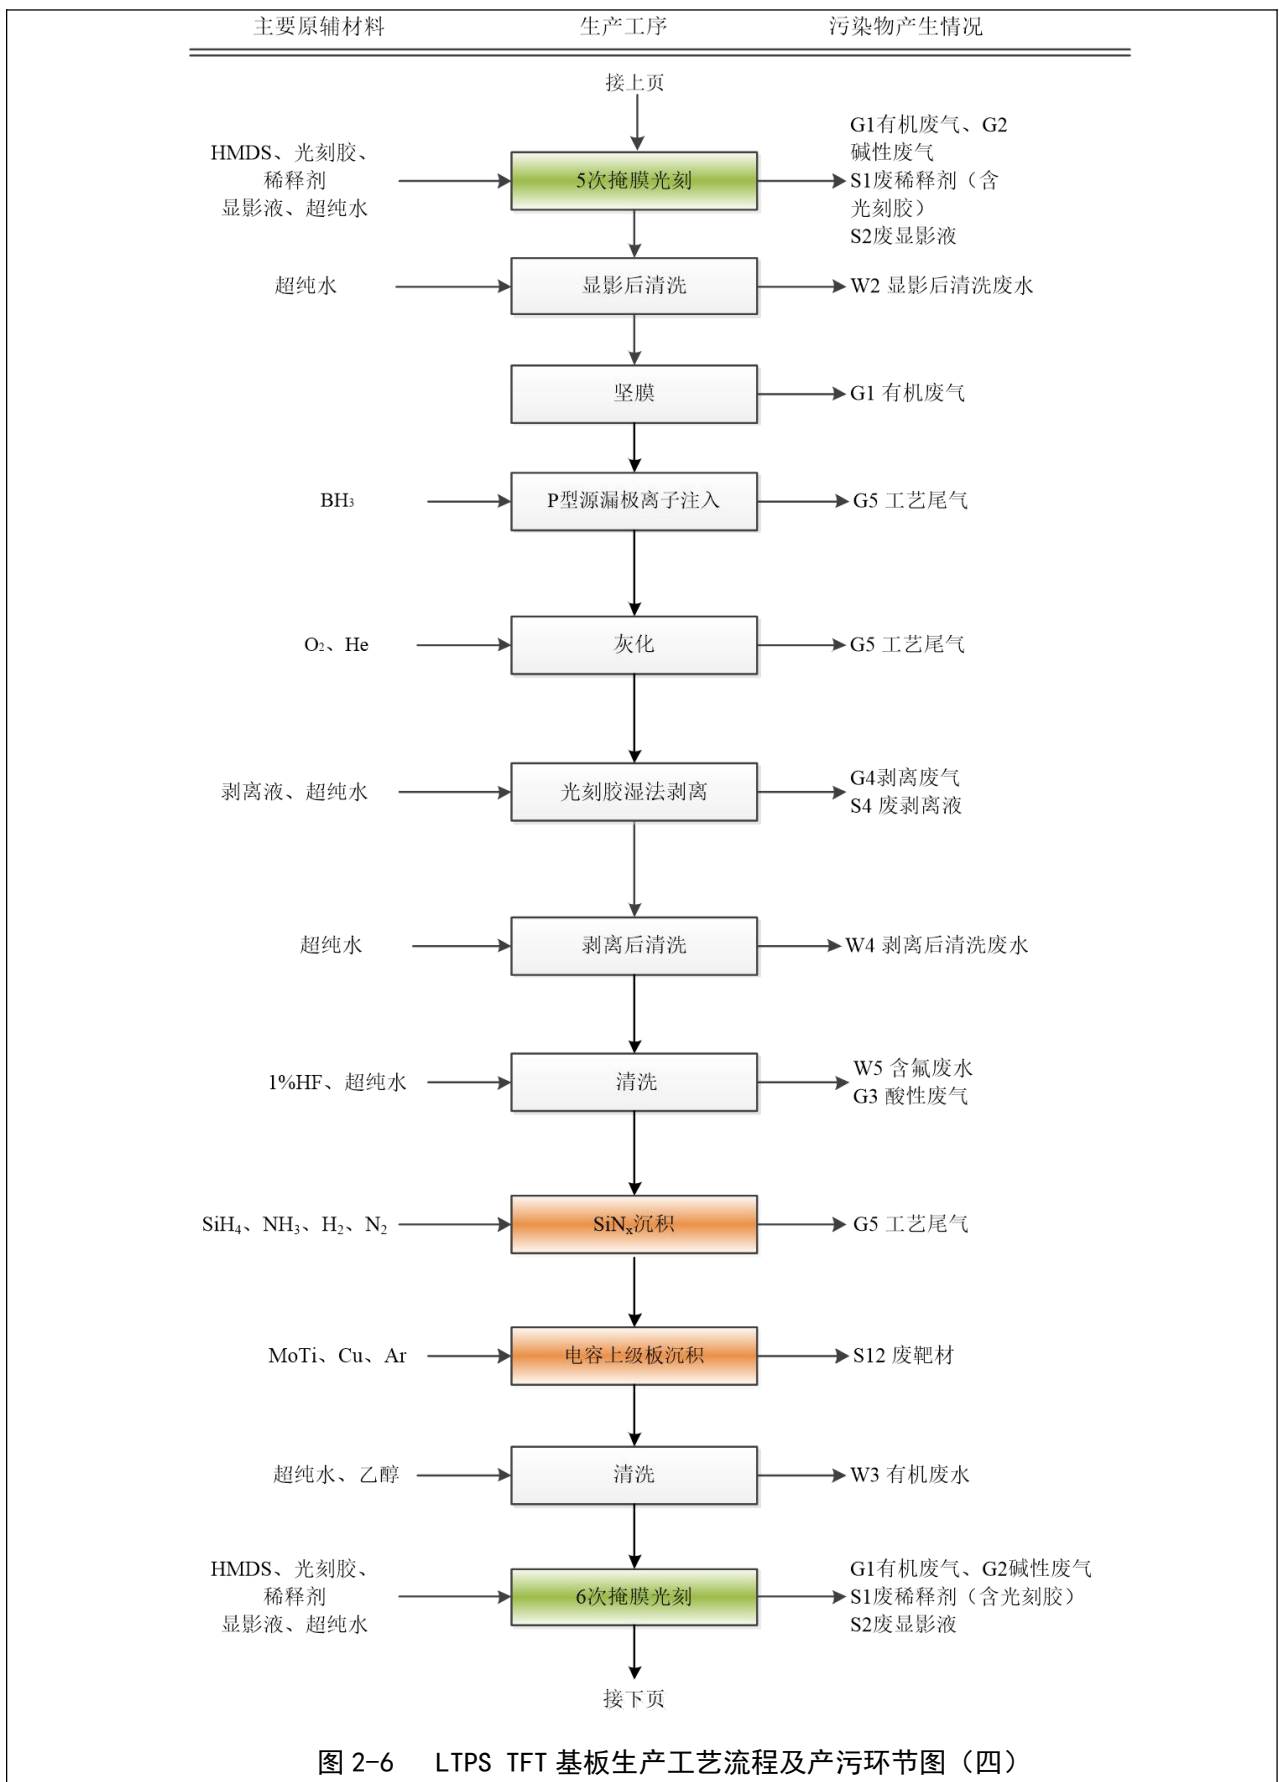 主要原辅材料 生产工序 污染物产生情况
接上页
HMDS、光刻胶、
稀释剂
显影液、超纯水
5次掩膜光刻
G1有机废气、G2
碱性废气
S1废稀释剂（含
光刻胶）
S2废显影液
超纯水
显影后清洗
W2 显影后清洗废水
坚膜
G1 有机废气
BH3
P型源漏极离子注入
G5 工艺尾气
O2、He
灰化
G5 工艺尾气
剥离液、超纯水
光刻胶湿法剥离
G4剥离废气
S4 废剥离液
超纯水
剥离后清洗
W4 剥离后清洗废水
1%HF、超纯水
清洗
W5 含氟废水
G3 酸性废气
SiH4、NH3、H2、N2
SiNx沉积
G5 工艺尾气
MoTi、Cu、Ar
电容上级板沉积
S12 废靶材
超纯水、乙醇
清洗
W3 有机废水
HMDS、光刻胶、
稀释剂
显影液、超纯水
6次掩膜光刻
G1有机废气、G2碱性废气
S1废稀释剂（含光刻胶）
S2废显影液
接下页
图 2-6 LTPS TFT 基板生产工艺流程及产污环节图（四）